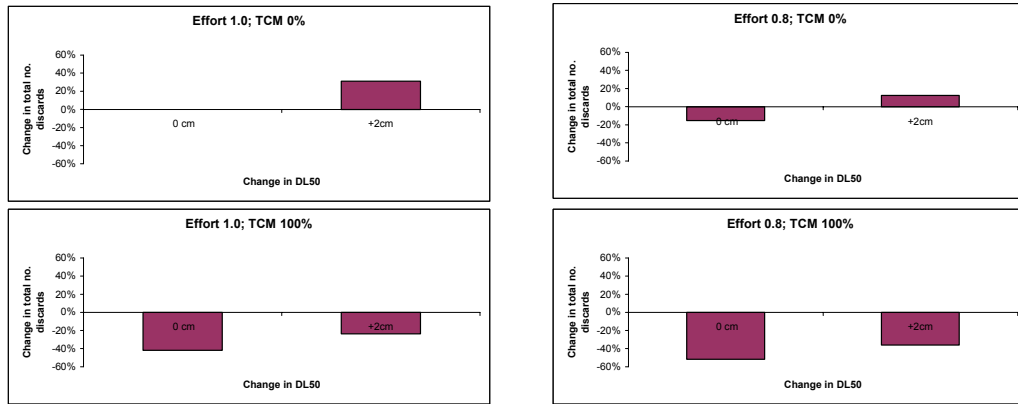 Effort 1.0; TCM 0%
Change in total no.
discards
60%
40%
20%
0%
-20%
-40%
-60%
0 cm
+2cm
Change in DL50
Effort 0.8; TCM 0%
Change in total no.
discards
60%
40%
20%
0%
-20%
-40%
-60%
0 cm
+2cm
Change in DL50
Effort 1.0; TCM 100%
Change in total no.
discards
60%
40%
20%
0%
-20%
-40%
-60%
0 cm
+2cm
Change in DL50
Effort 0.8; TCM 100%
Change in total no.
discards
60%
40%
20%
0%
-20%
-40%
-60%
0 cm
+2cm
Change in DL50